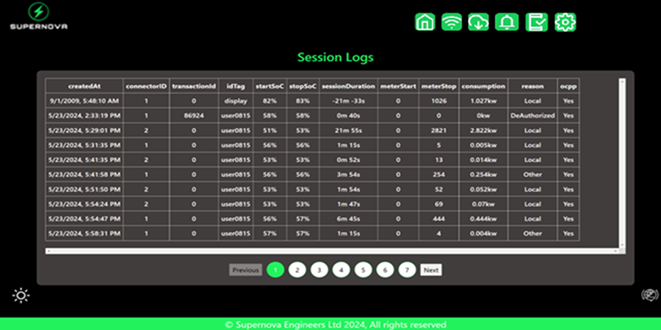 SUPERNOVA
Session Logs
createdAt connectorID transactionId idTag startSoC stopSoC sessionDuration meterStart meterStop consumption reason ocpp
9/1/2009, 5:48:10 AM 1 0 display 82% 83% -21m -33s 0 1026 1.027kw Local Yes
5/23/2024, 2:33:19 PM 1 86924 user0815 58% 58% 0m 40s 0 0 0kw DeAuthorized Yes
5/23/2024, 5:29:01 PM 2 0 user0815 51% 53% 21m 55s 0 2821 2.822kw Local Yes
5/23/2024, 5:31:35 PM 1 0 user0815 56% 56% 1m 15s 0 5 0.005kw Local Yes
5/23/2024, 5:41:35 PM 2 0 user0815 53% 53% 0m 52s 0 13 0.014kw Local Yes
5/23/2024, 5:41:58 PM 1 0 user0815 56% 56% 3m 54s 0 254 0.254kw Other Yes
5/23/2024, 5:51:50 PM 2 0 user0815 53% 53% 1m 54s 0 52 0.052kw Local Yes
5/23/2024, 5:54:24 PM 2 0 user0815 53% 53% 1m 47s 0 69 0.07kw Local Yes
5/23/2024, 5:54:47 PM 1 0 user0815 56% 57% 6m 45s 0 444 0.444kw Local Yes
5/23/2024, 5:58:31 PM 1 0 user0815 57% 57% 1m 15s 0 4 0.004kw Other Yes
Previous 1 2 3 4 5 6 7 Next
© Supernova Engineers Ltd 2024, All rights reserved